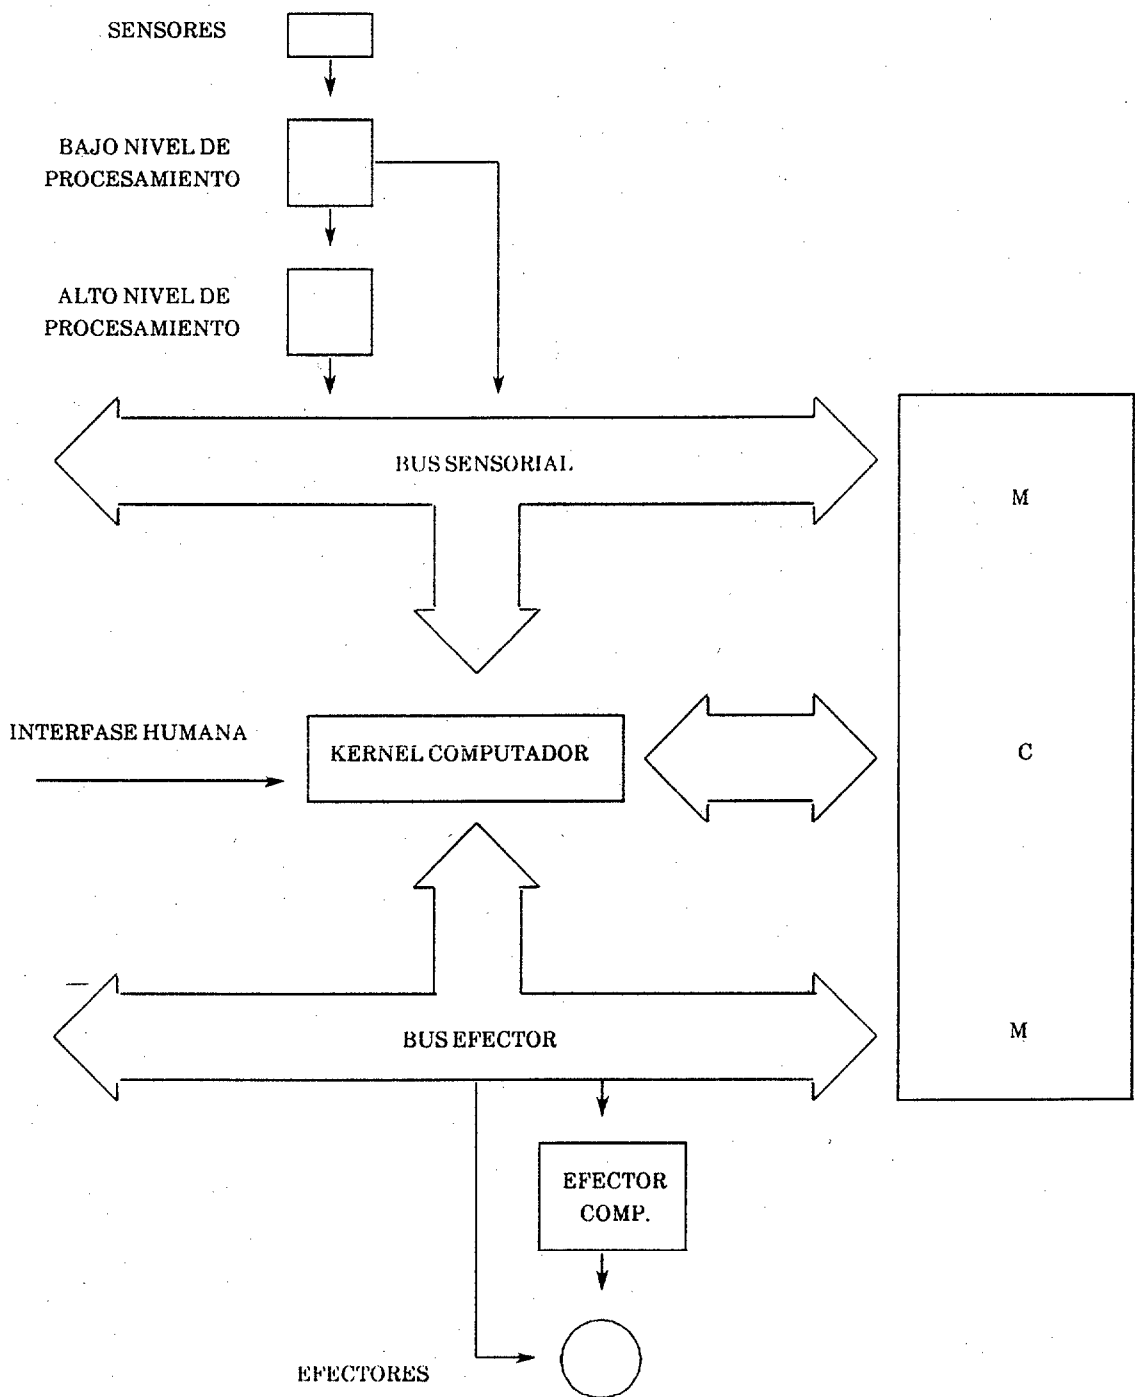 SENSORES
BAJO NIVEL DE
PROCESAMIENTO
ALTO NIVEL DE
PROCESAMIENTO
BUS SENSORIAL
M
INTERFASE HUMANA
KERNEL COMPUTADOR
C
BUS EFECTOR
M
EFECTOR
COMP.
EFECTORES